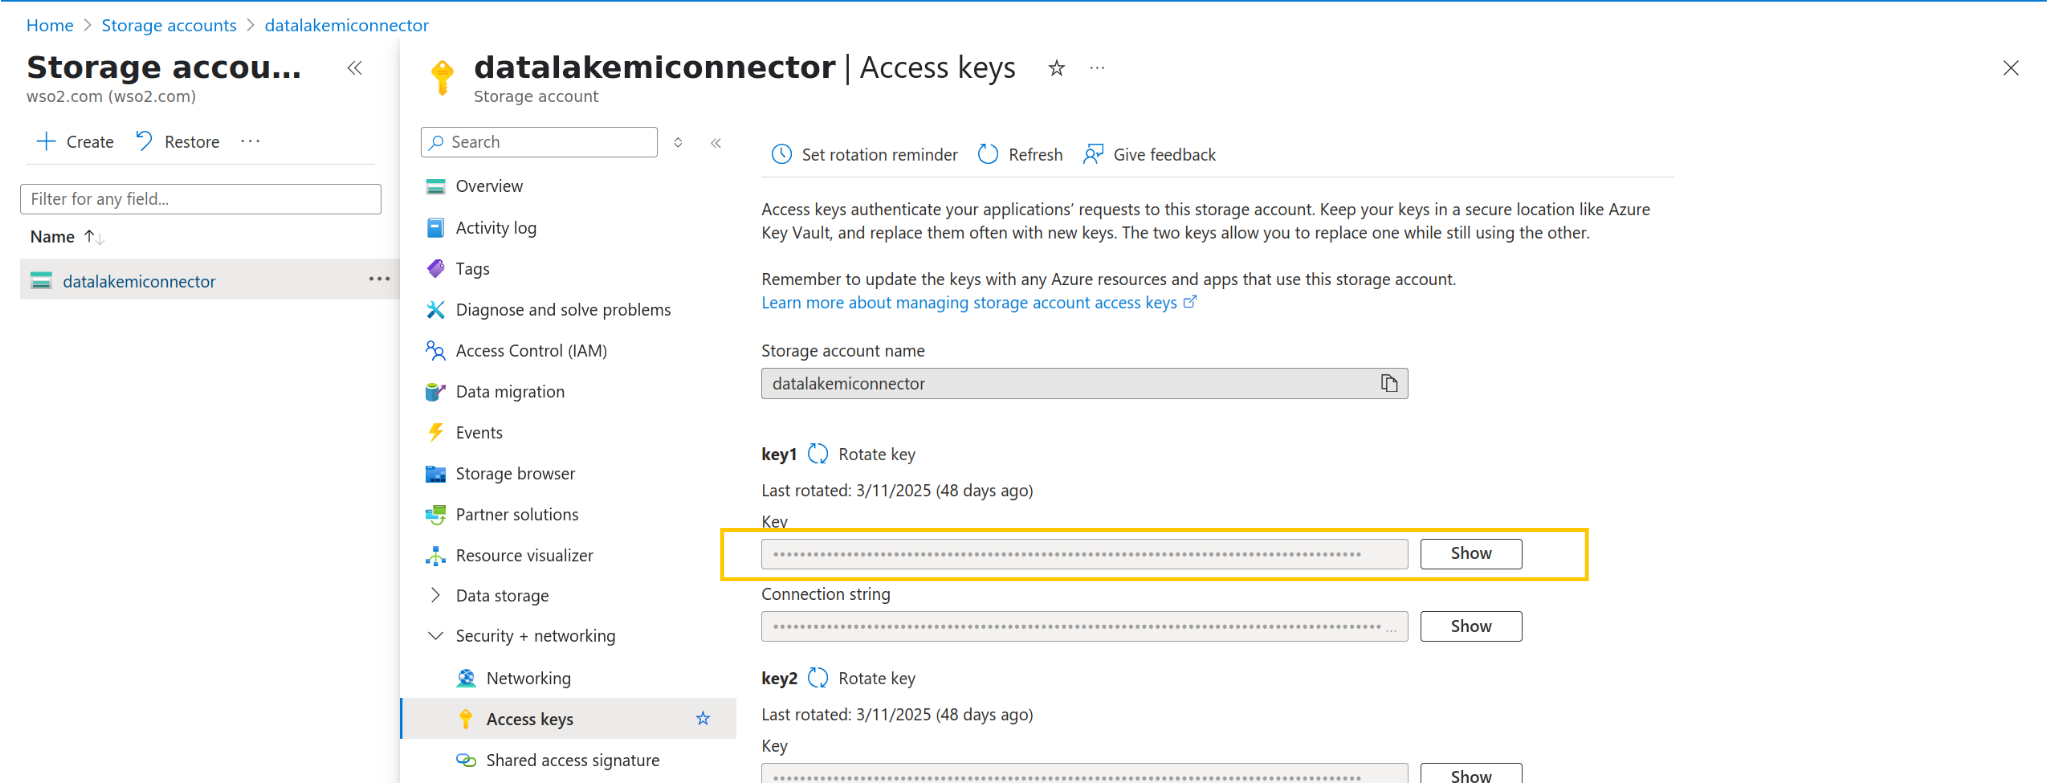 Home > Storage accounts > datalakemiconnector
Storage accou...
wso2.com (wso2.com)
Create Restore ...
Filter for any field...
Name
datalakemiconnector ...
datalakemiconnector | Access keys ...
Storage account
Search
Overview
Activity log
Tags
Diagnose and solve problems
Access Control (IAM)
Data migration
Events
Storage browser
Partner solutions
Resource visualizer
Data storage
Security + networking
Networking
Access keys
Shared access signature
Set rotation reminder Refresh Give feedback
Access keys authenticate your applications’ requests to this storage account. Keep your keys in a secure location like Azure
Key Vault, and replace them often with new keys. The two keys allow you to replace one while still using the other.
Remember to update the keys with any Azure resources and apps that use this storage account.
Learn more about managing storage account access keys
Storage account name
datalakemiconnector
key1 Rotate key
Last rotated: 3/11/2025 (48 days ago)
Key
Show
Connection string
Show
key2 Rotate key
Last rotated: 3/11/2025 (48 days ago)
Key
Show